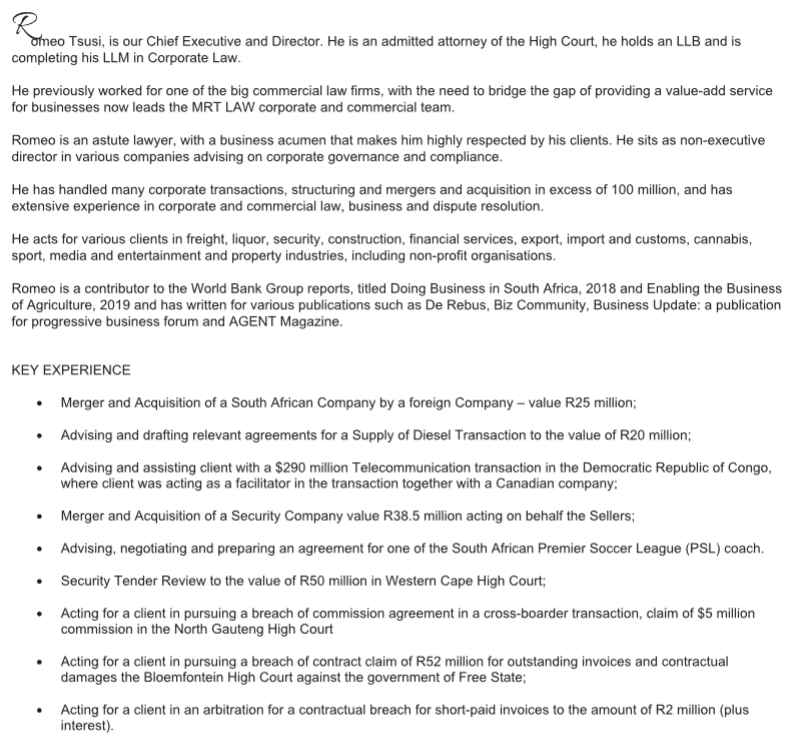 Romeo Tsusi, is our Chief Executive and Director. He is an admitted attorney of the High Court, he holds an LLB and is
completing his LLM in Corporate Law.
He previously worked for one of the big commercial law firms, with the need to bridge the gap of providing a value-add service
for businesses now leads the MRT LAW corporate and commercial team.
Romeo is an astute lawyer, with a business acumen that makes him highly respected by his clients. He sits as non-executive
director in various companies advising on corporate governance and compliance.
He has handled many corporate transactions, structuring and mergers and acquisition in excess of 100 million, and has
extensive experience in corporate and commercial law, business and dispute resolution.
He acts for various clients in freight, liquor, security, construction, financial services, export, import and customs, cannabis,
sport, media and entertainment and property industries, including non-profit organisations.
Romeo is a contributor to the World Bank Group reports, titled Doing Business in South Africa, 2018 and Enabling the Business
of Agriculture, 2019 and has written for various publications such as De Rebus, Biz Community, Business Update: a publication
for progressive business forum and AGENT Magazine.
KEY EXPERIENCE
• Merger and Acquisition of a South African Company by a foreign Company – value R25 million;
• Advising and drafting relevant agreements for a Supply of Diesel Transaction to the value of R20 million;
• Advising and assisting client with a $290 million Telecommunication transaction in the Democratic Republic of Congo,
where client was acting as a facilitator in the transaction together with a Canadian company;
• Merger and Acquisition of a Security Company value R38.5 million acting on behalf the Sellers;
• Advising, negotiating and preparing an agreement for one of the South African Premier Soccer League (PSL) coach.
• Security Tender Review to the value of R50 million in Western Cape High Court;
• Acting for a client in pursuing a breach of commission agreement in a cross-boarder transaction, claim of $5 million
commission in the North Gauteng High Court
• Acting for a client in pursuing a breach of contract claim of R52 million for outstanding invoices and contractual
damages the Bloemfontein High Court against the government of Free State;
• Acting for a client in an arbitration for a contractual breach for short-paid invoices to the amount of R2 million (plus
interest).